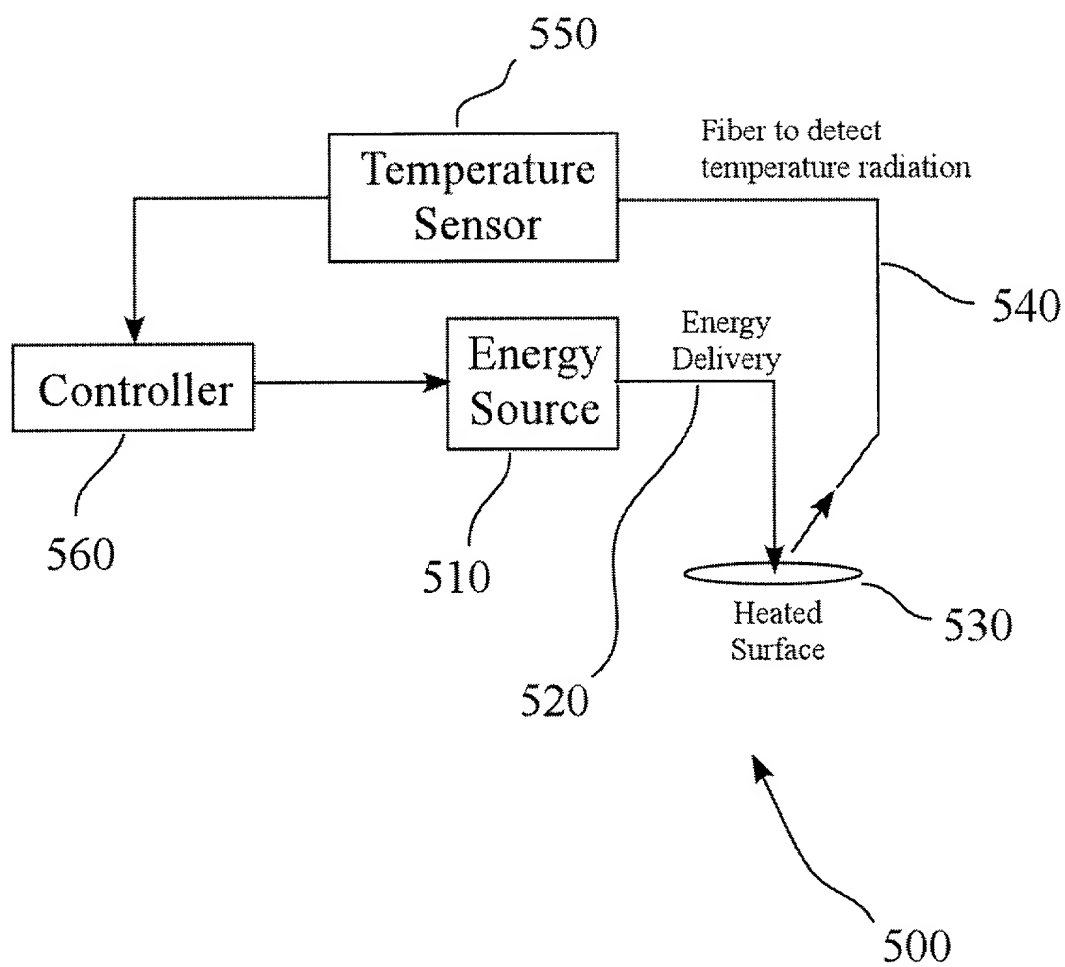 550
Fiber to detect
temperature radiation
Temperature
Sensor
540
Energy
Delivery
Energy
Source
Controller
560
510
530
Heated
Surface
520
500